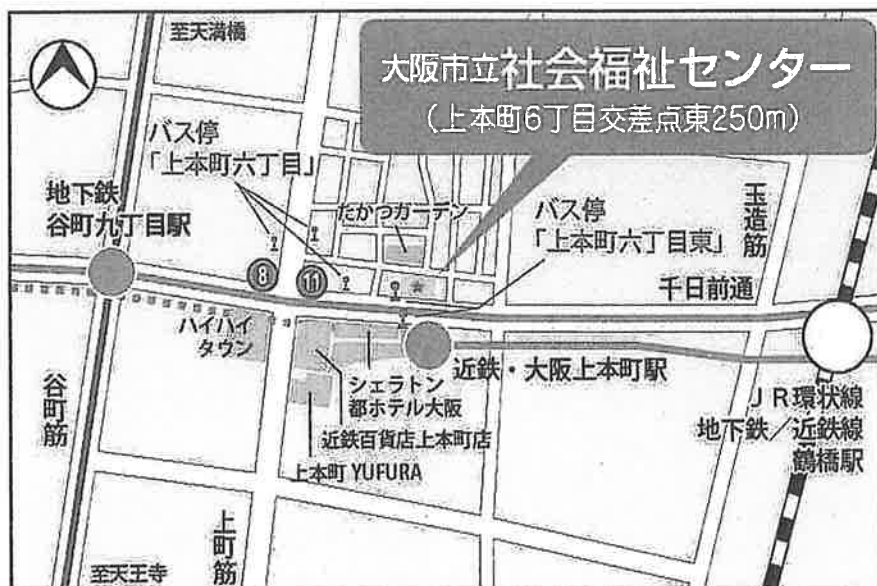 至天満橋
大阪市立社会福祉センター
(上本町6丁目交差点東250m)
バス停
「上本町六丁目」
地下鉄
谷町九丁目駅
たかつガーデン
バス停
「上本町六丁目東」
玉造筋
⑧
⑪
千日前通
ハイハイ
タウン
近鉄・大阪上本町駅
シェラトン
都ホテル大阪
近鉄百貨店上本町店
上本町 YUFURA
谷町筋
JR環状線
地下鉄/近鉄線
鶴橋駅
上町筋
至天王寺